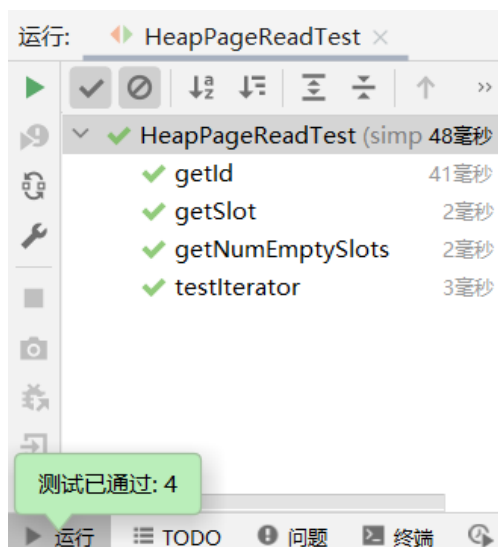 运行: HeapPageReadTest ×
HeapPageReadTest (simp 48毫秒
getId 41毫秒
getSlot 2毫秒
getNumEmptySlots 2毫秒
testIterator 3毫秒
测试已通过: 4
运行 TODO 问题 终端